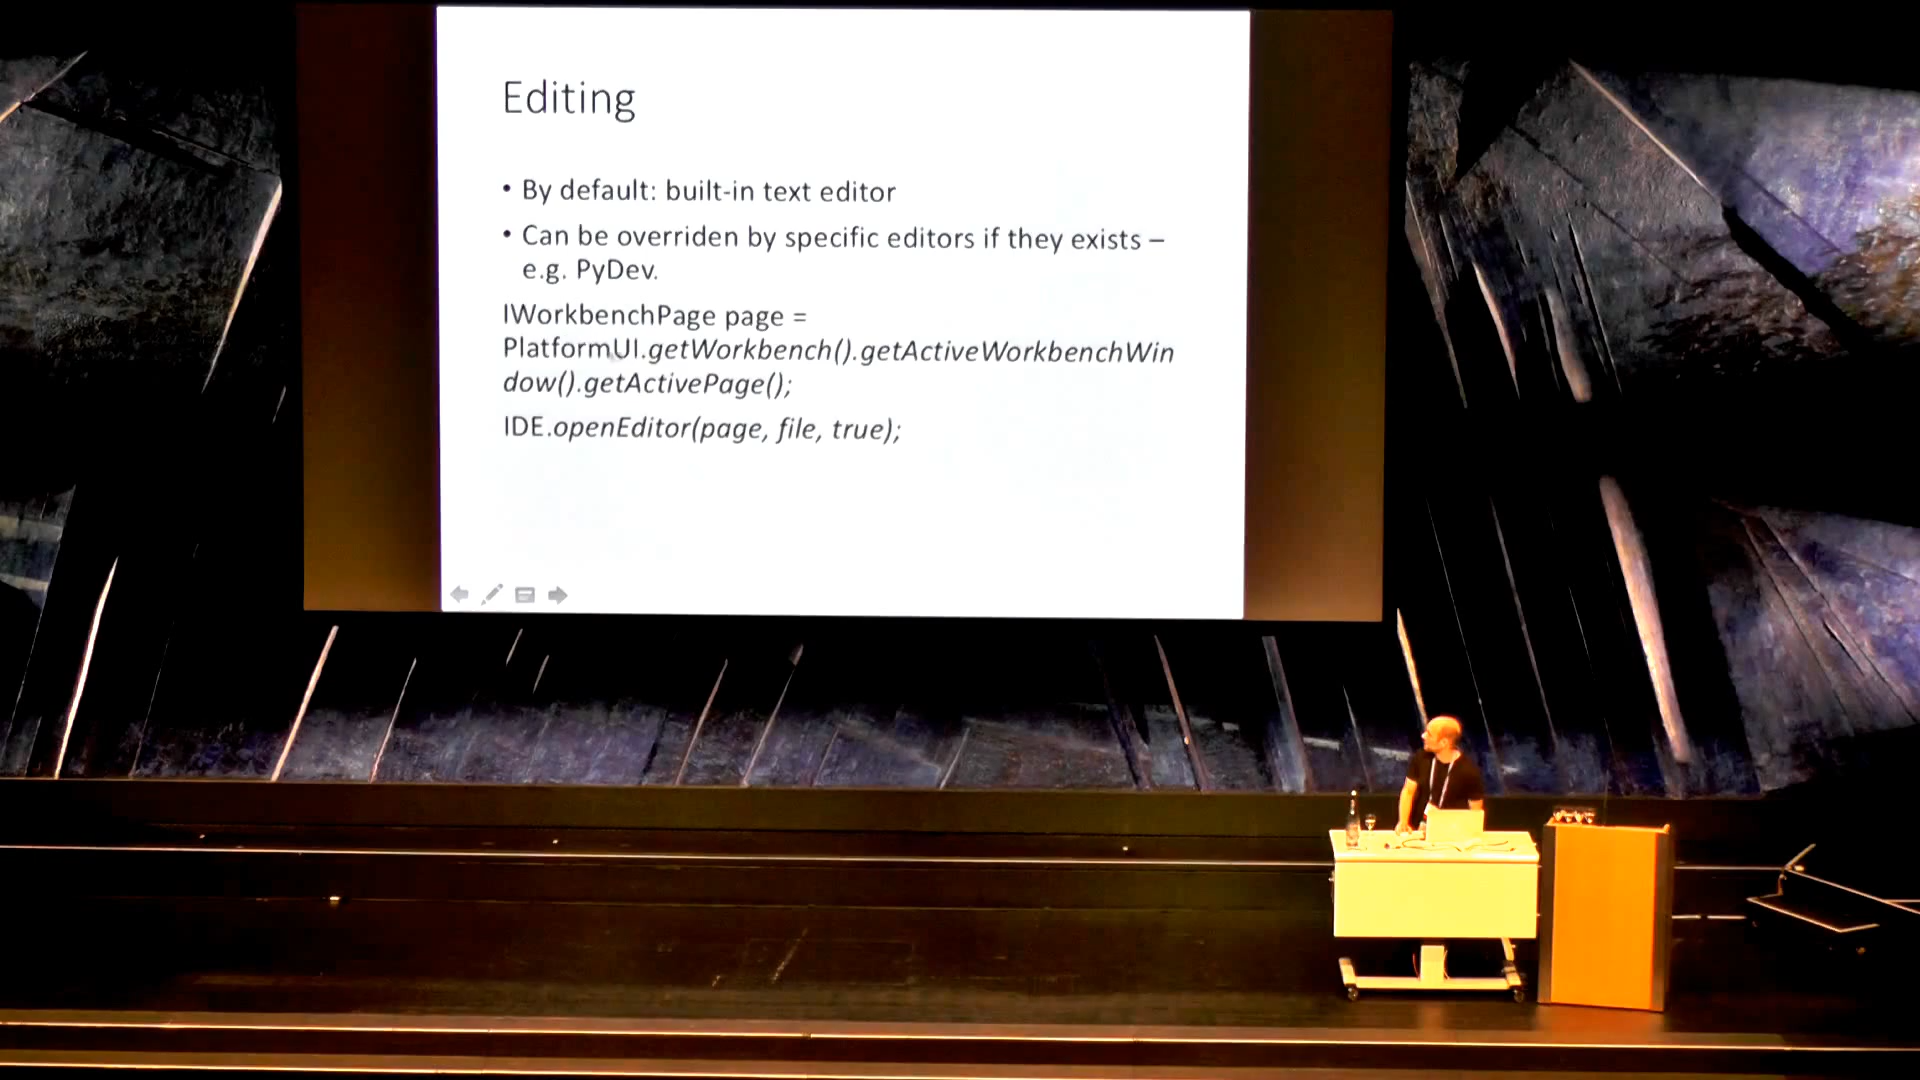 Editing
• By default: built-in text editor
• Can be overriden by specific editors if they exists –
e.g. PyDev.
IWorkbenchPage page =
PlatformUI.getWorkbench().getActiveWorkbenchWin
dow().getActivePage();
IDE.openEditor(page, file, true);